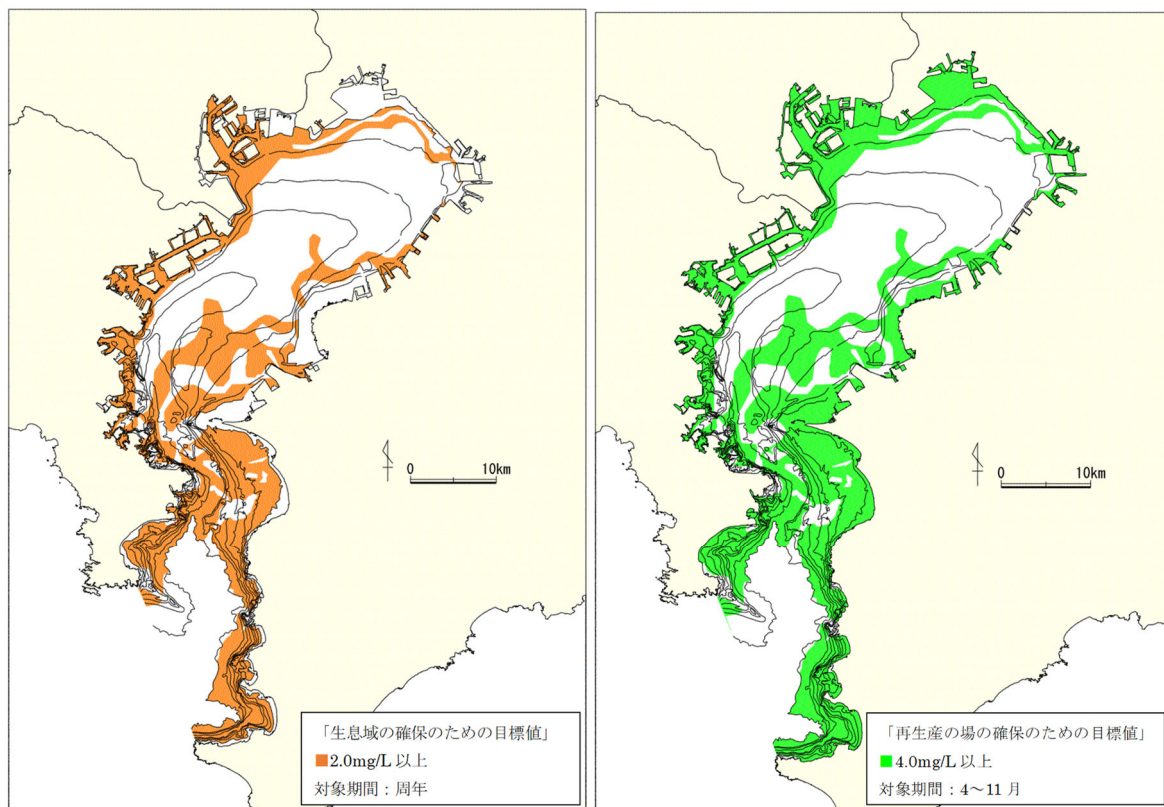 0 10km
「生息域の確保のための目標値」
■2.0mg/L 以上
対象期間：周年
0 10km
「再生産の場の確保のための目標値」
■4.0mg/L 以上
対象期間：4～11 月